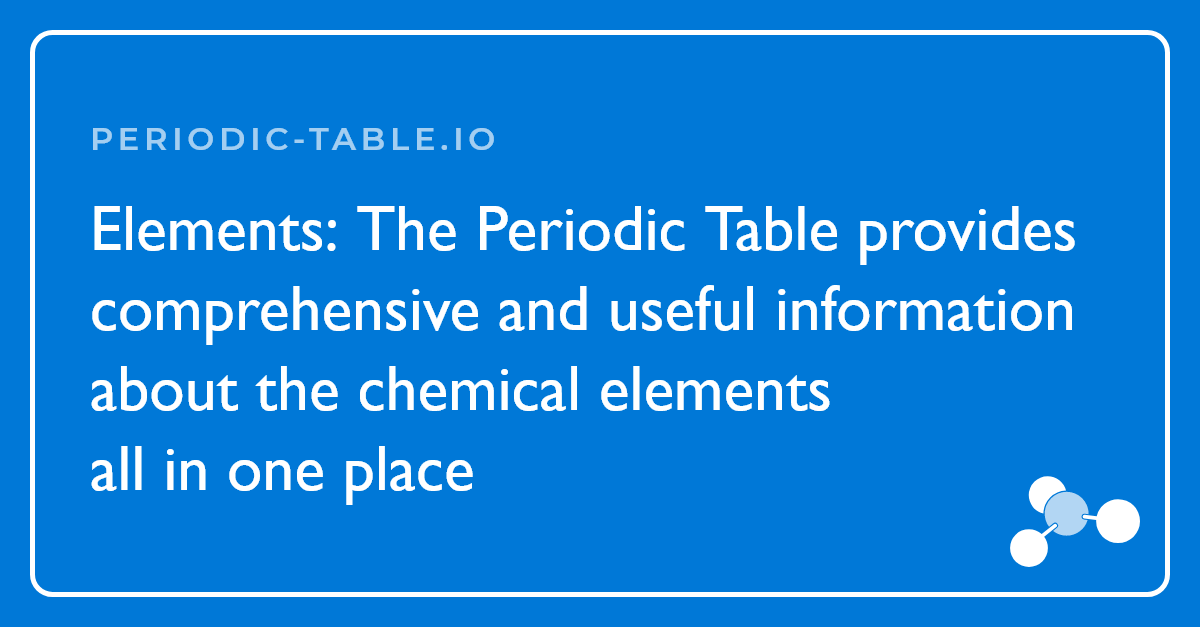 PERIODIC-TABLE.IO
Elements: The Periodic Table provides
comprehensive and useful information
about the chemical elements
all in one place